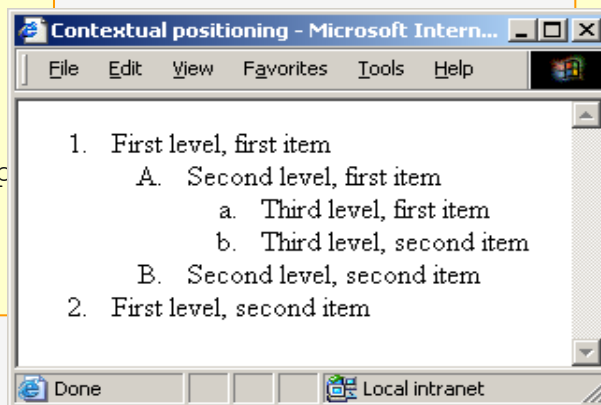 Contextual positioning - Microsoft Intern...
File Edit View Favorites Tools Help
1. First level, first item
A. Second level, first item
a. Third level, first item
b. Third level, second item
B. Second level, second item
2. First level, second item
Done Local intranet